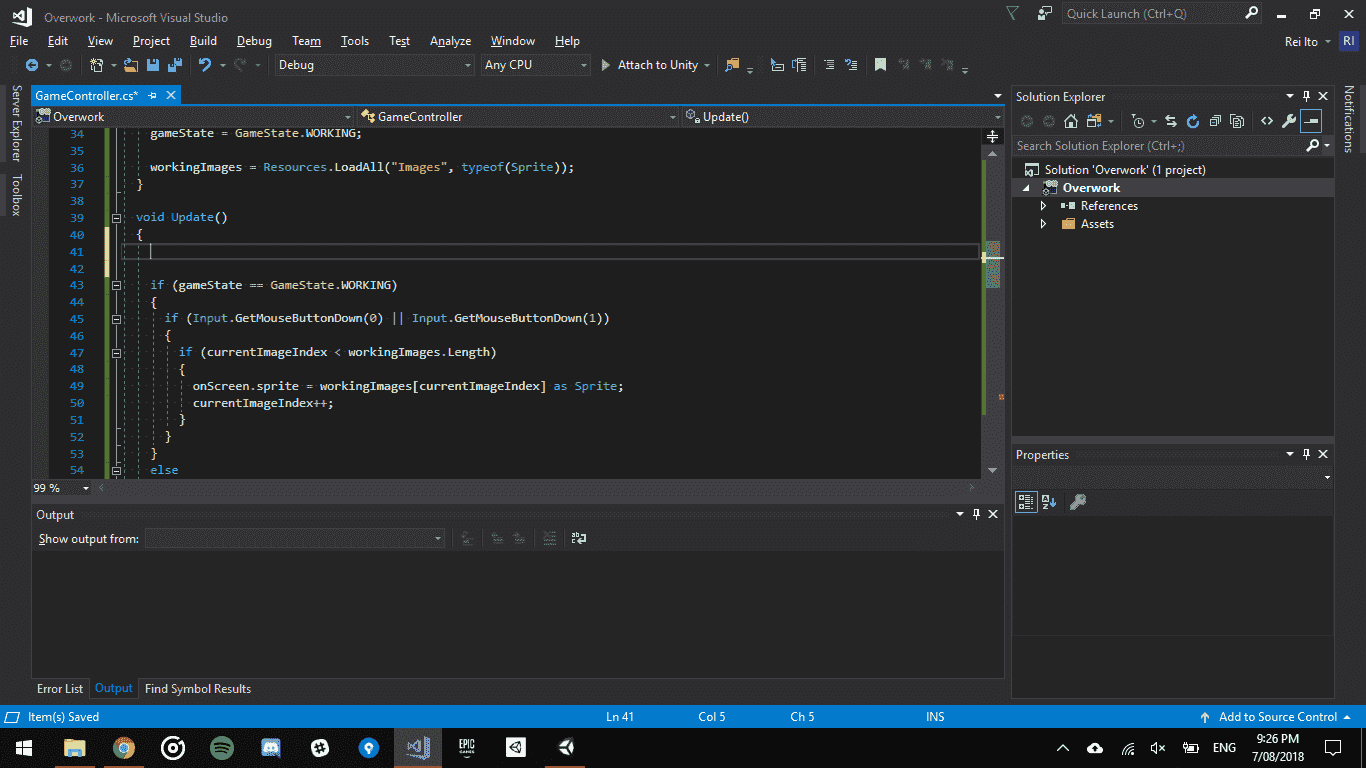 Overwork - Microsoft Visual Studio
Quick Launch (Ctrl+Q)
File Edit View Project Build Debug Team Tools Test Analyze Window Help
Rei Ito RI
Debug Any CPU Attach to Unity
Server Explorer
Toolbox
GameController.cs*
Overwork GameController Update()
34 gameState = GameState.WORKING;
35
36 workingImages = Resources.LoadAll("Images", typeof(Sprite));
37 }
38
39 void Update()
40 {
41
42
43 if (gameState == GameState.WORKING)
44 {
45 if (Input.GetMouseButtonDown(0) || Input.GetMouseButtonDown(1))
46 {
47 if (currentImageIndex < workingImages.Length)
48 {
49 onScreen.sprite = workingImages[currentImageIndex] as Sprite;
50 currentImageIndex++;
51 }
52 }
53 }
54 else
99 %
Output
Show output from:
Error List Output Find Symbol Results
Solution Explorer
Search Solution Explorer (Ctrl+;)
Solution 'Overwork' (1 project)
Overwork
References
Assets
Properties
Notifications
Item(s) Saved Ln 41 Col 5 Ch 5 INS Add to Source Control
EPIC GAMES
ENG
9:26 PM
7/08/2018